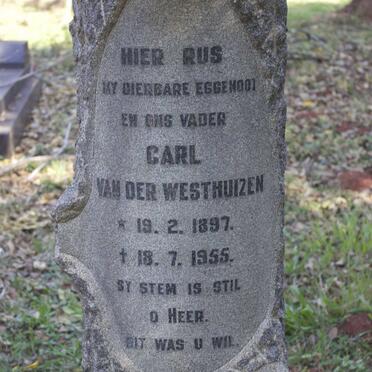 HIER RUS
MY DIERBARE EGGENOOT
EN ONS VADER
CARL
VAN DER WESTHUIZEN
* 19. 2. 1897.
† 18. 7. 1955.
SY STEM IS STIL
O HEER.
DIT WAS U WIL.